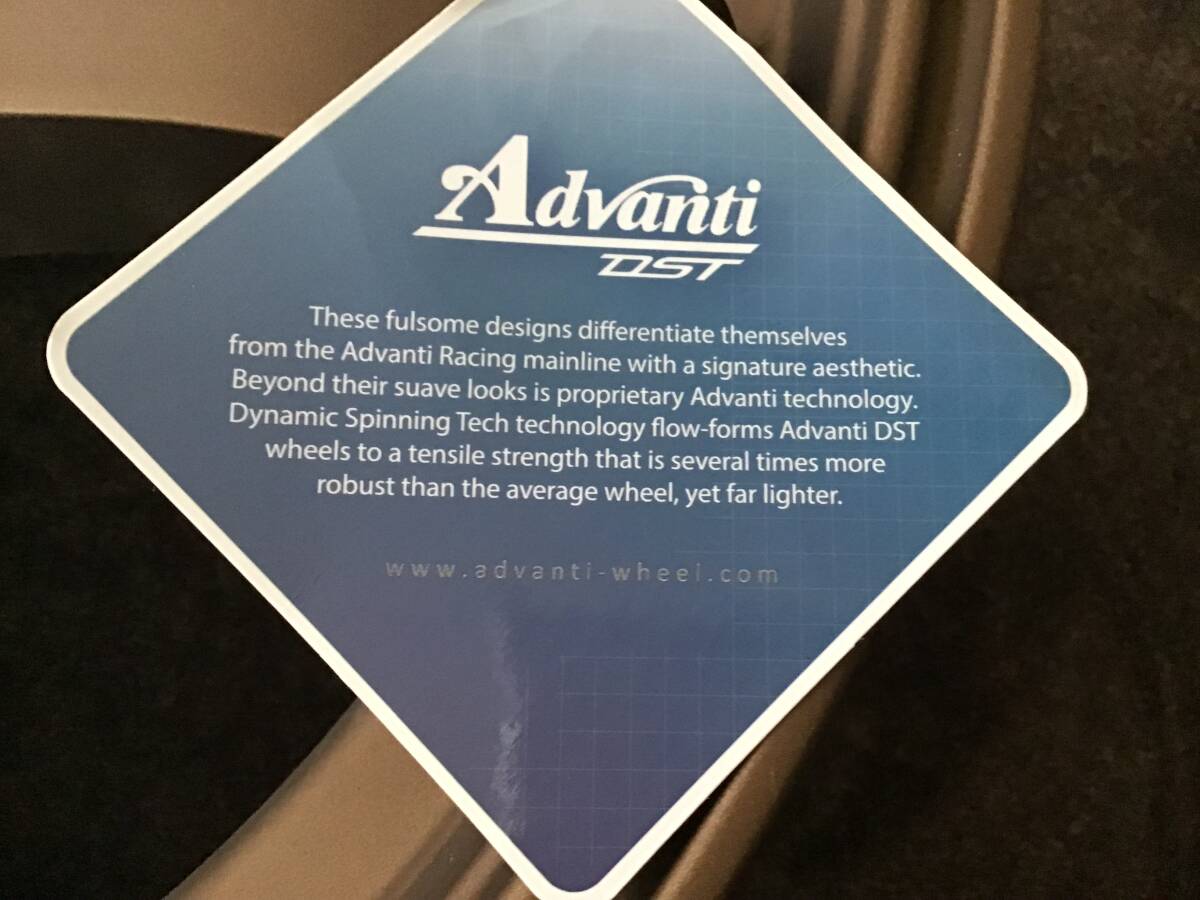 Advanti
DST
These fulsome designs differentiate themselves
from the Advanti Racing mainline with a signature aesthetic.
Beyond their suave looks is proprietary Advanti technology.
Dynamic Spinning Tech technology flow-forms Advanti DST
wheels to a tensile strength that is several times more
robust than the average wheel, yet far lighter.
www.advanti-wheel.com